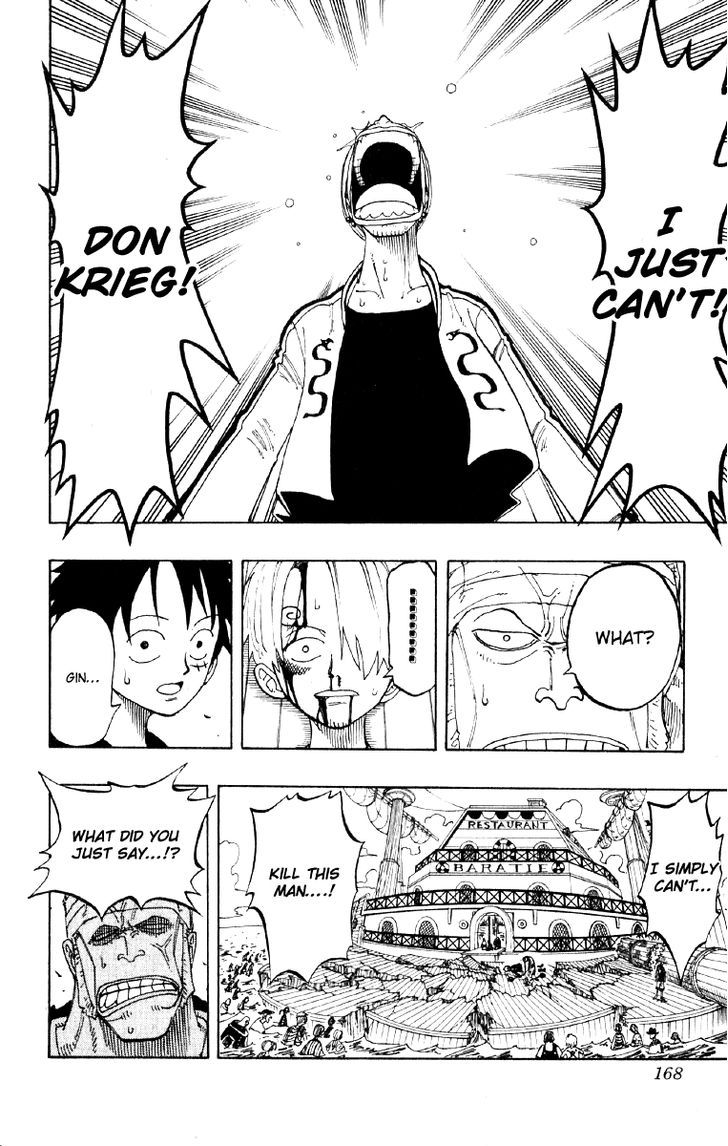 I
JUST
CAN'T!
DON
KRIEG!
WHAT?
GIN...
I SIMPLY
CAN'T...
RESTAURANT
BARATIE
KILL THIS
MAN....!
WHAT DID YOU
JUST SAY...!?
168